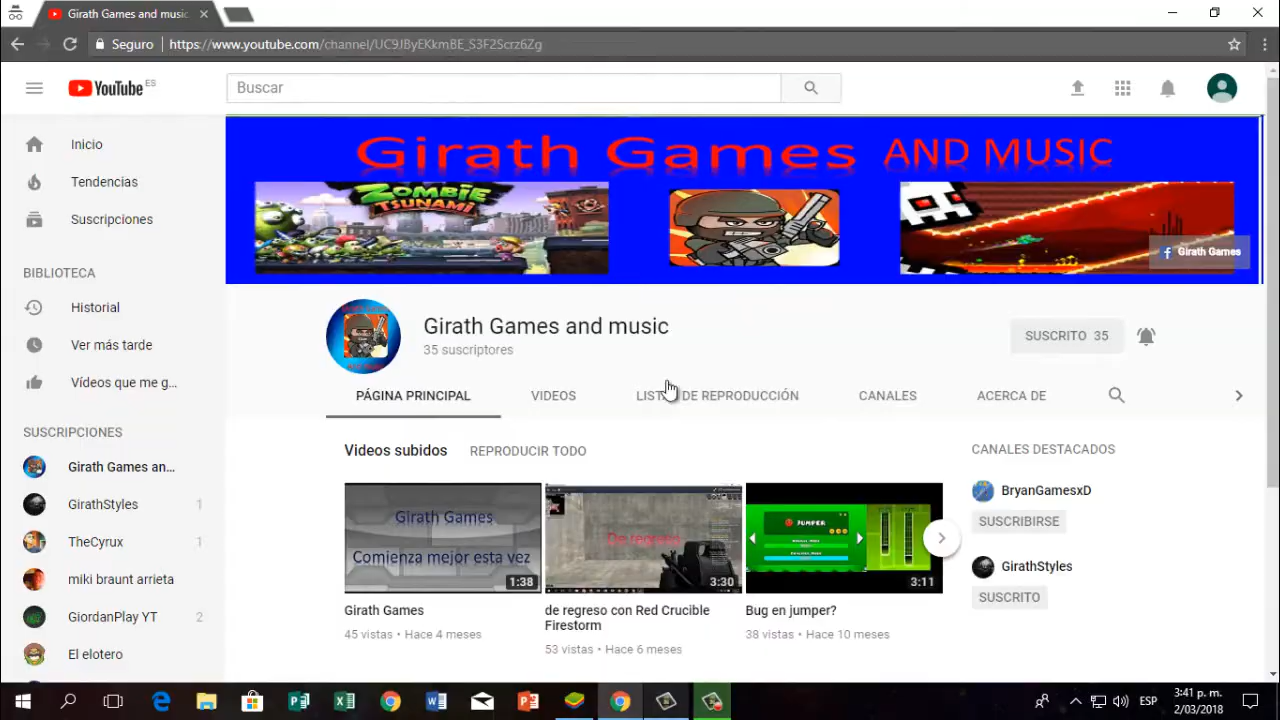 Girath Games and music
Seguro
https://www.youtube.com/channel/UC9JByEKkmBE_S3F2Scrz6Zg
YouTube ES
Buscar
Inicio
Tendencias
Suscripciones
BIBLIOTECA
Historial
Ver más tarde
Vídeos que me g...
SUSCRIPCIONES
Girath Games an...
GirathStyles 1
TheCyrux 1
miki braunt arrieta
GiordanPlay YT 2
El elotero
Girath Games AND MUSIC
ZOMBIE
TSUNAMI
Girath Games
Girath Games and music
35 suscriptores
SUSCRITO 35
PÁGINA PRINCIPAL
VIDEOS
DE REPRODUCCIÓN
CANALES
ACERCA DE
Videos subidos
REPRODUCIR TODO
Girath Games
Comienza mejor esta vez
1:38
Girath Games
45 vistas • Hace 4 meses
De regreso
3:30
de regreso con Red Crucible
Firestorm
53 vistas • Hace 6 meses
JUMPER
3:11
Bug en jumper?
38 vistas • Hace 10 meses
CANALES DESTACADOS
BryanGamesxD
SUSCRIBIRSE
GirathStyles
SUSCRITO
ESP
3:41 p. m.
2/03/2018